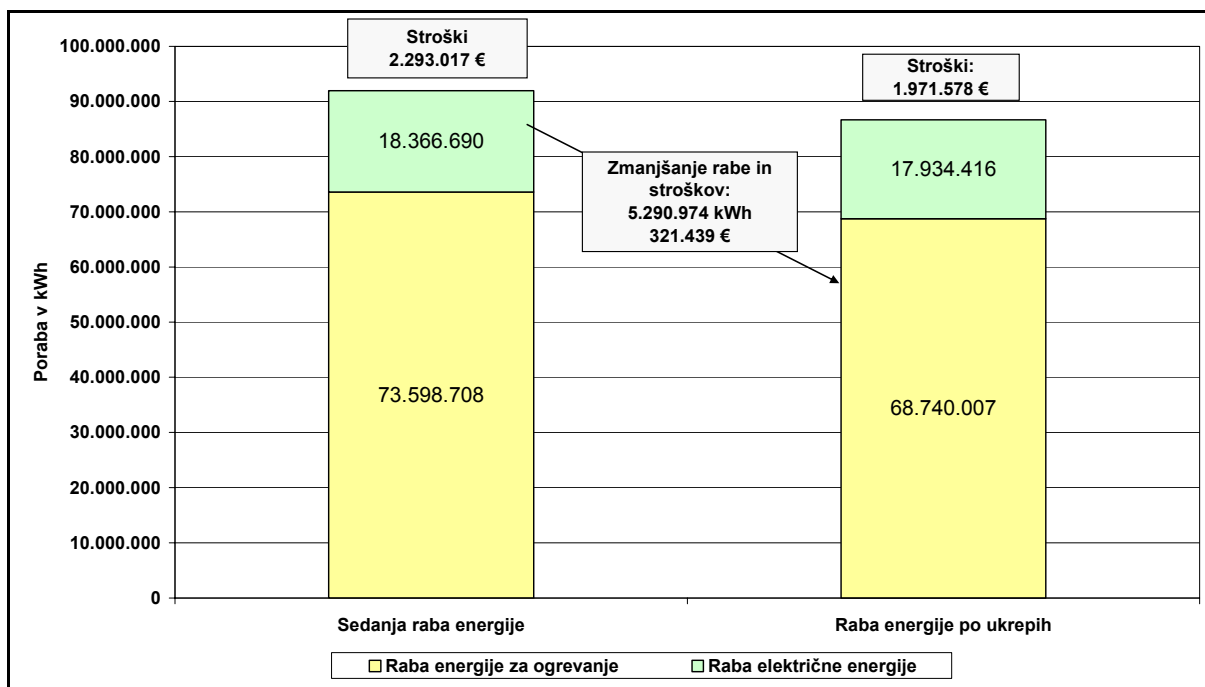 Stroški
2.293.017 €
Stroški:
1.971.578 €
Zmanjšanje rabe in
stroškov:
5.290.974 kWh
321.439 €
Poraba v kWh
100.000.000
90.000.000
80.000.000
70.000.000
60.000.000
50.000.000
40.000.000
30.000.000
20.000.000
10.000.000
0
18.366.690
73.598.708
17.934.416
68.740.007
Sedanja raba energije
Raba energije po ukrepih
Raba energije za ogrevanje
Raba električne energije